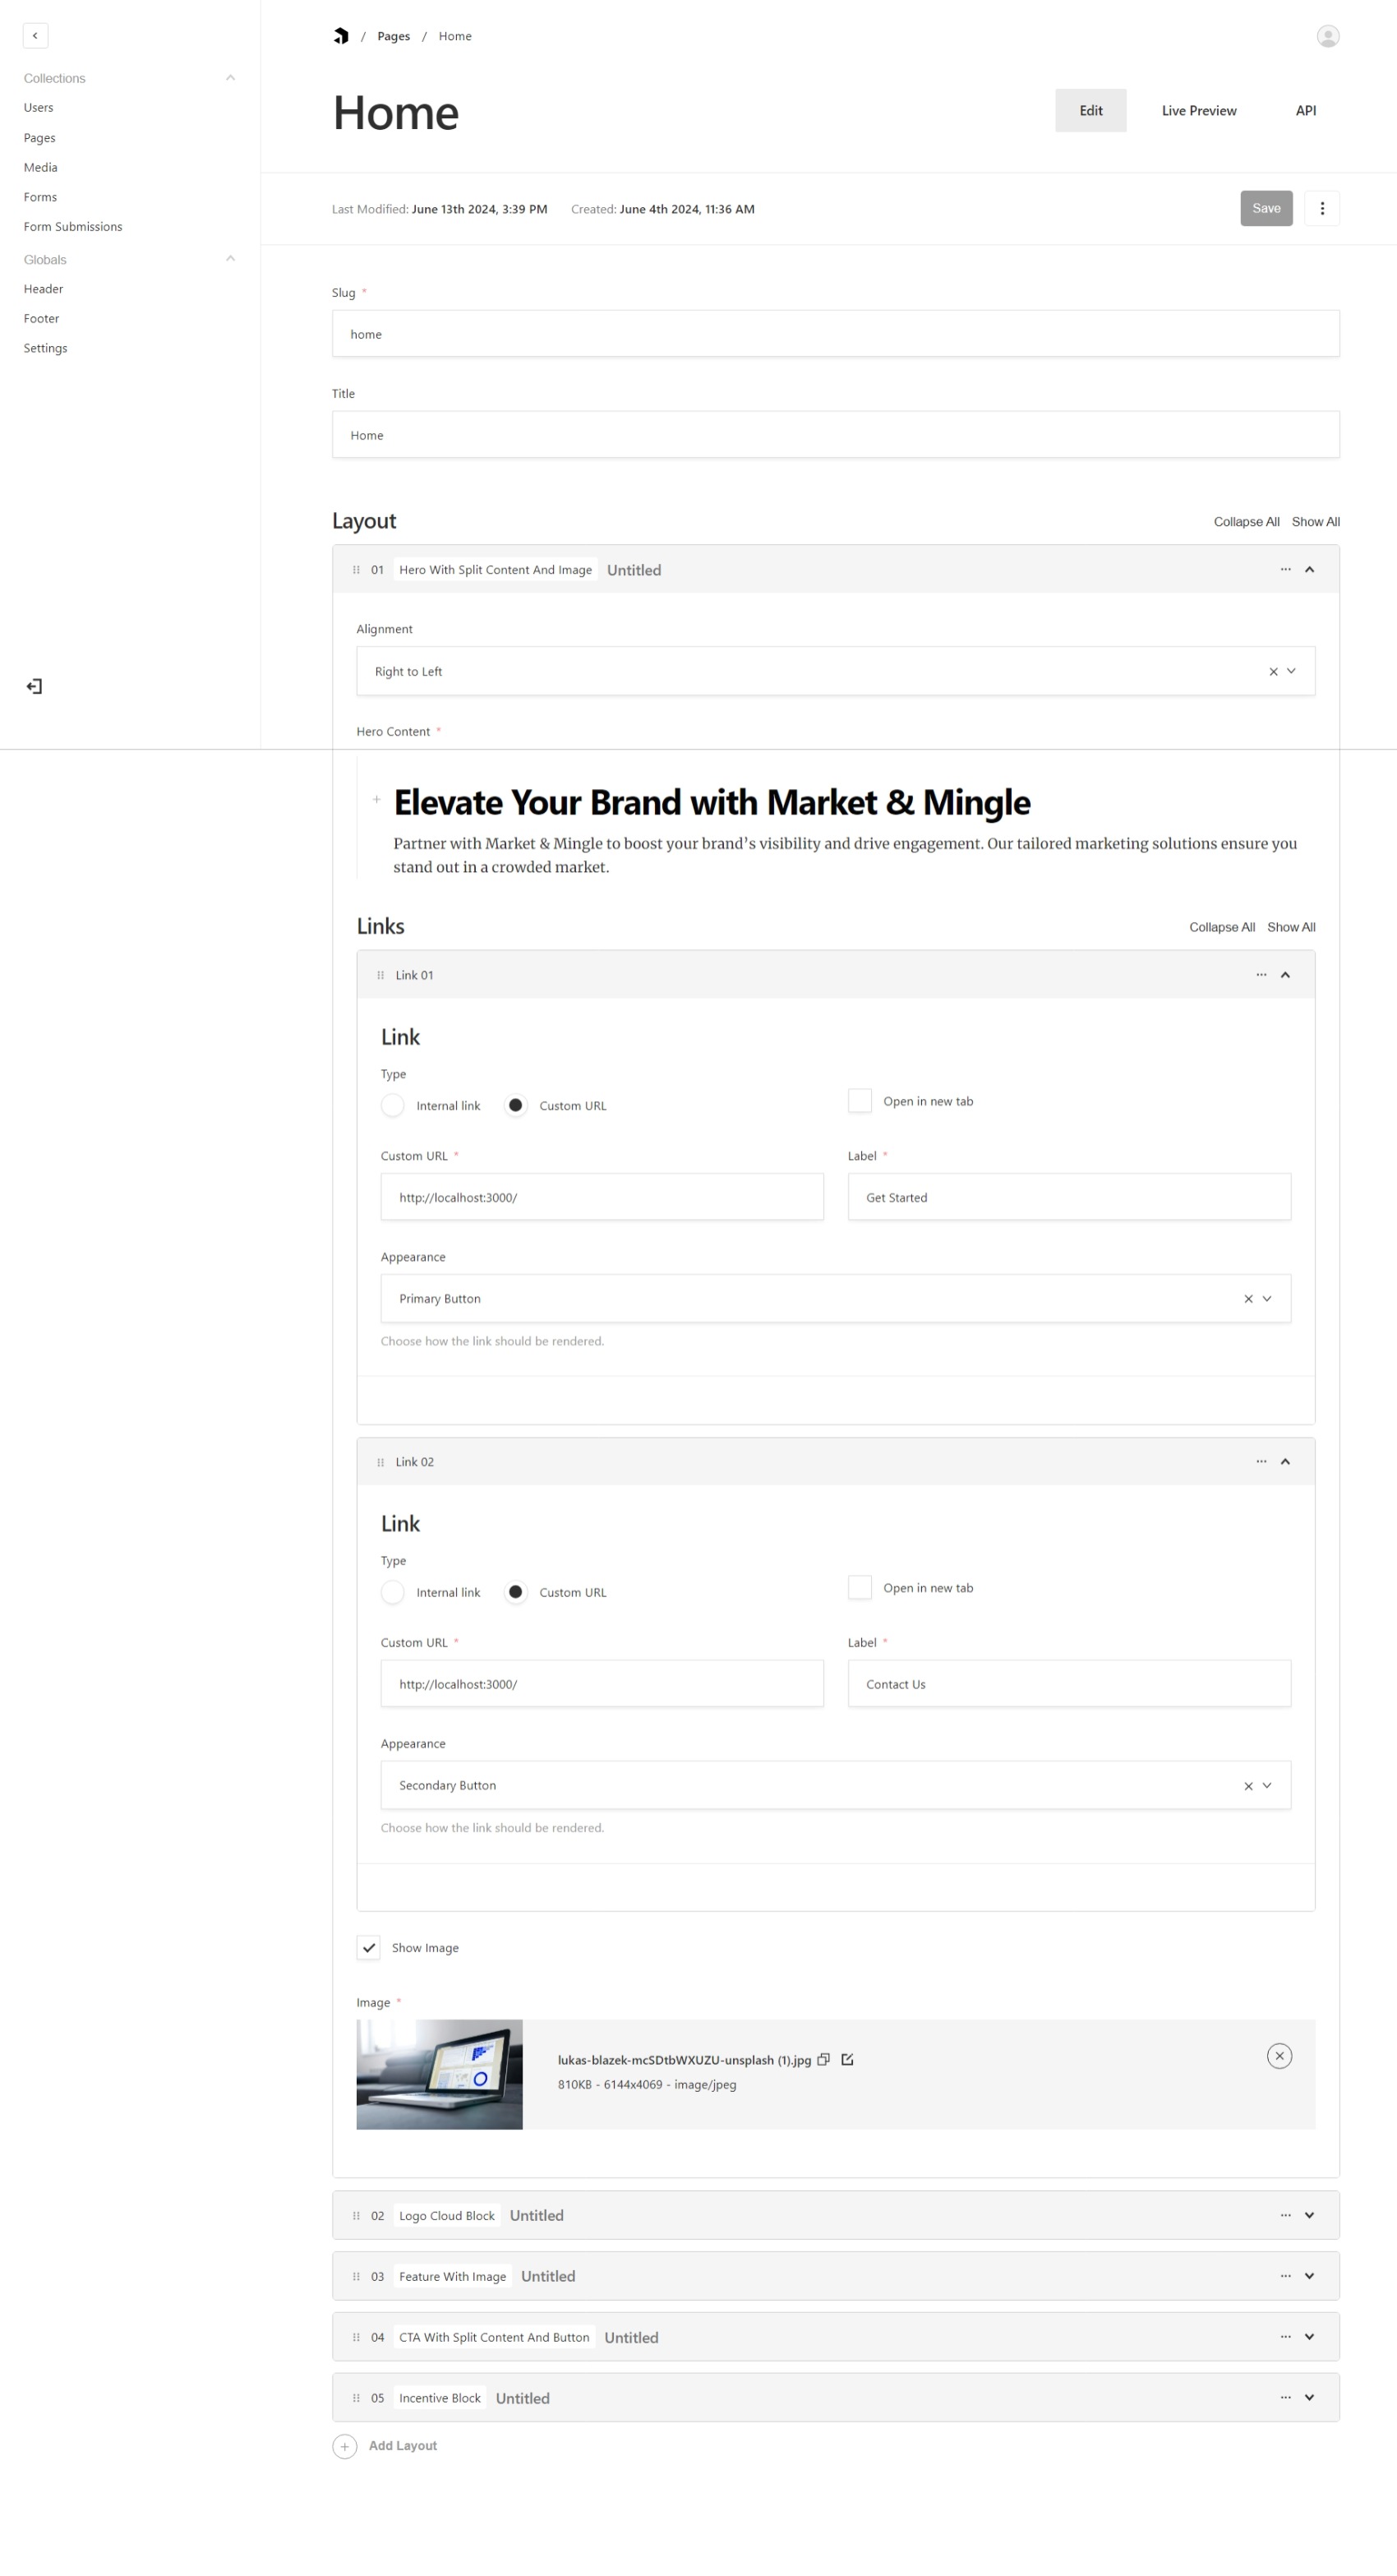 / Pages / Home
Collections
Users
Pages
Media
Forms
Form Submissions
Globals
Header
Footer
Settings
Home
Edit Live Preview API
Last Modified: June 13th 2024, 3:39 PM Created: June 4th 2024, 11:36 AM
Save
Slug *
home
Title
Home
Layout Collapse All Show All
01 Hero With Split Content And Image Untitled
Alignment
Right to Left
Hero Content *
Elevate Your Brand with Market & Mingle
Partner with Market & Mingle to boost your brand’s visibility and drive engagement. Our tailored marketing solutions ensure you
stand out in a crowded market.
Links Collapse All Show All
Link 01
Link
Type
Internal link Custom URL Open in new tab
Custom URL * Label *
http://localhost:3000/ Get Started
Appearance
Primary Button
Choose how the link should be rendered.
Link 02
Link
Type
Internal link Custom URL Open in new tab
Custom URL * Label *
http://localhost:3000/ Contact Us
Appearance
Secondary Button
Choose how the link should be rendered.
Show Image
Image *
lukas-blazek-mcSDtbWXUZU-unsplash (1).jpg
810KB - 6144x4069 - image/jpeg
02 Logo Cloud Block Untitled
03 Feature With Image Untitled
04 CTA With Split Content And Button Untitled
05 Incentive Block Untitled
Add Layout